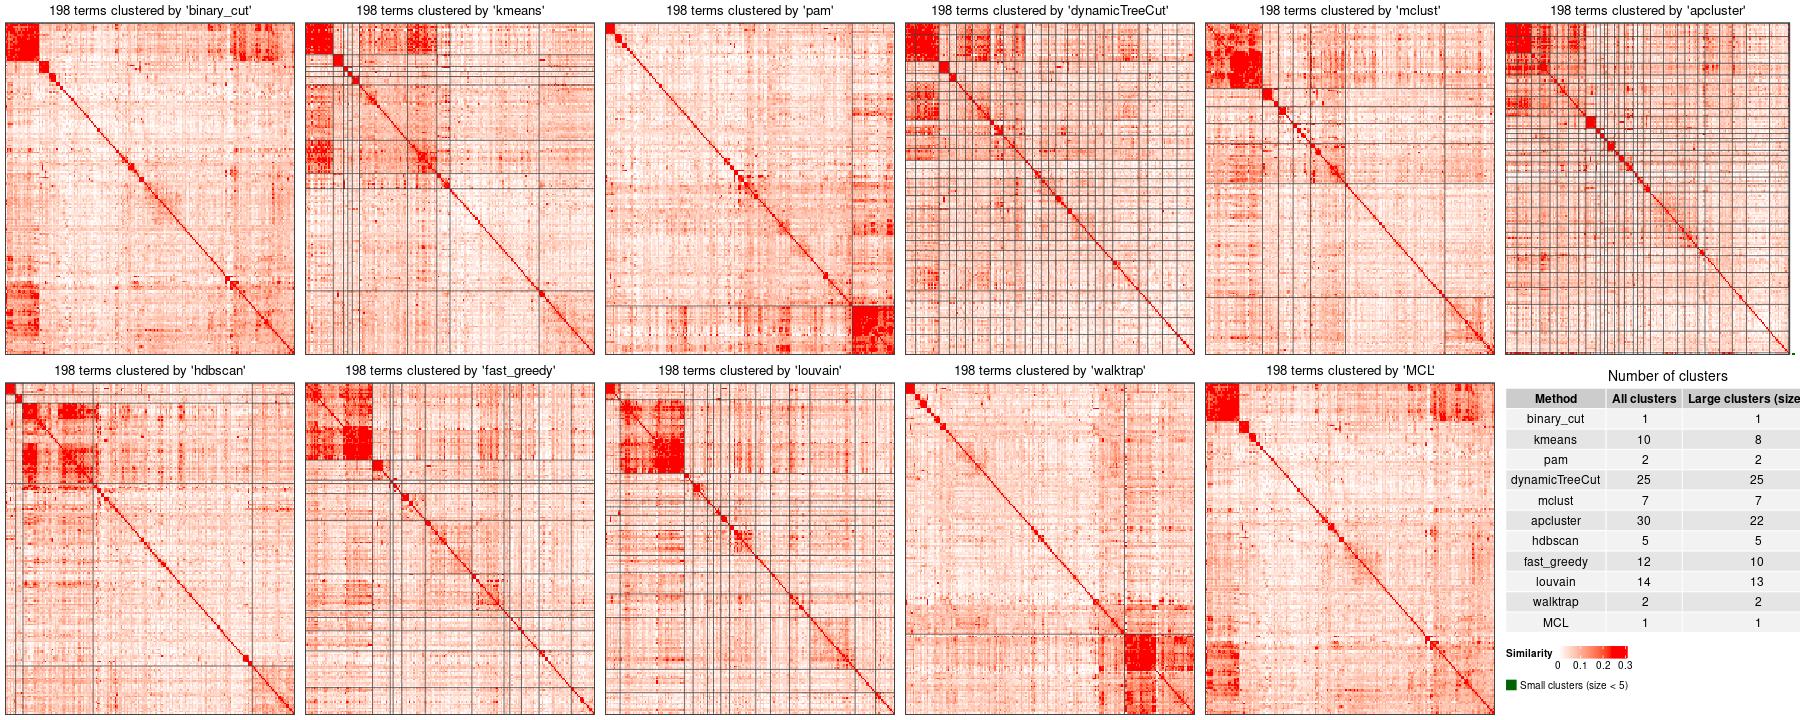 198 terms clustered by 'binary_cut'
198 terms clustered by 'kmeans'
198 terms clustered by 'pam'
198 terms clustered by 'dynamicTreeCut'
198 terms clustered by 'mclust'
198 terms clustered by 'apcluster'
198 terms clustered by 'hdbscan'
198 terms clustered by 'fast_greedy'
198 terms clustered by 'louvain'
198 terms clustered by 'walktrap'
198 terms clustered by 'MCL'
Number of clusters
Method All clusters Large clusters (size
binary_cut 1 1
kmeans 10 8
pam 2 2
dynamicTreeCut 25 25
mclust 7 7
apcluster 30 22
hdbscan 5 5
fast_greedy 12 10
louvain 14 13
walktrap 2 2
MCL 1 1
Similarity
0 0.1 0.2 0.3
Small clusters (size < 5)